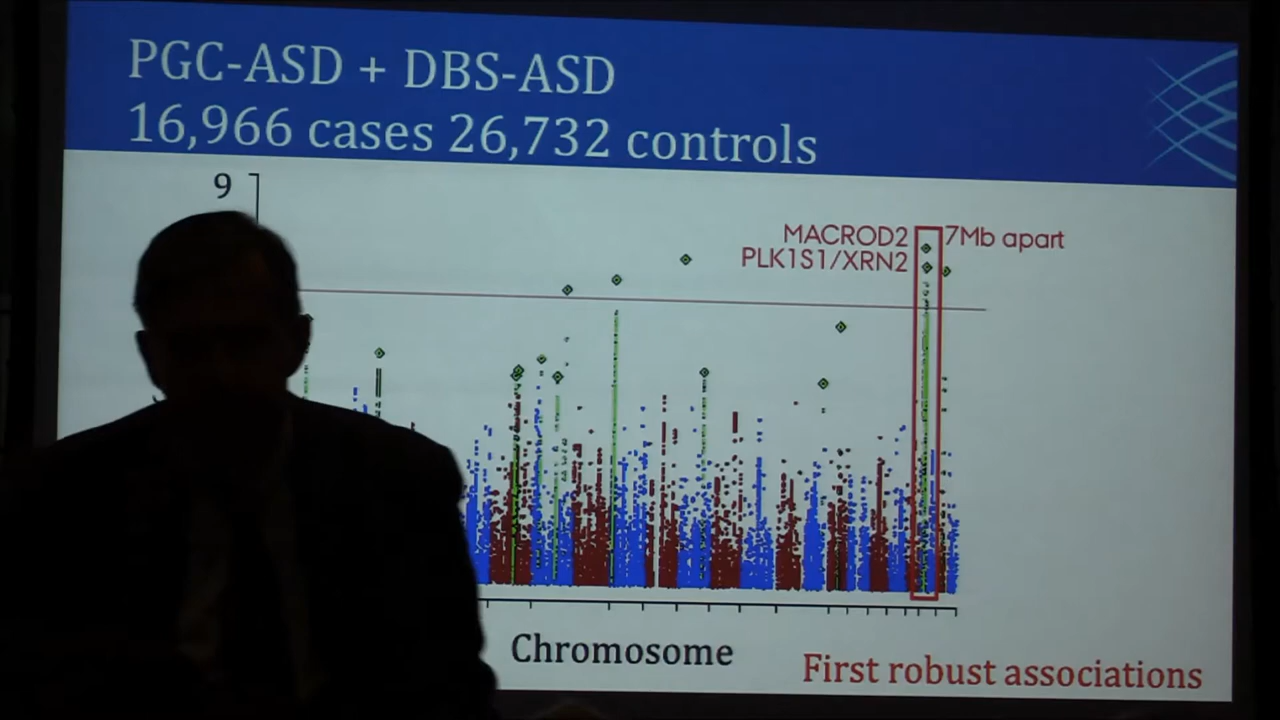 PGC-ASD + DBS-ASD
16,966 cases 26,732 controls
9
MACROD2 7Mb apart
PLK1S1/XRN2
Chromosome
First robust associations